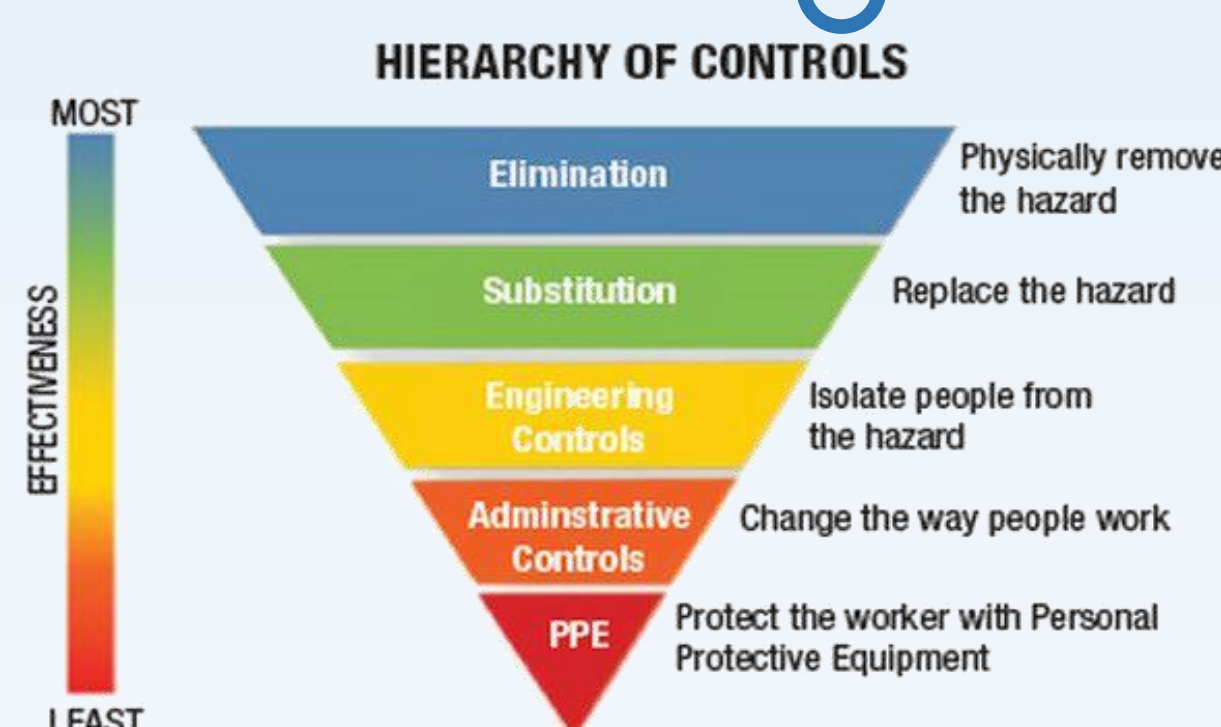 HIERARCHY OF CONTROLS
MOST
EFFECTIVENESS
LEAST
Elimination
Physically remove
the hazard
Substitution
Replace the hazard
Engineering
Controls
Isolate people from
the hazard
Adminstrative
Controls
Change the way people work
PPE
Protect the worker with Personal
Protective Equipment